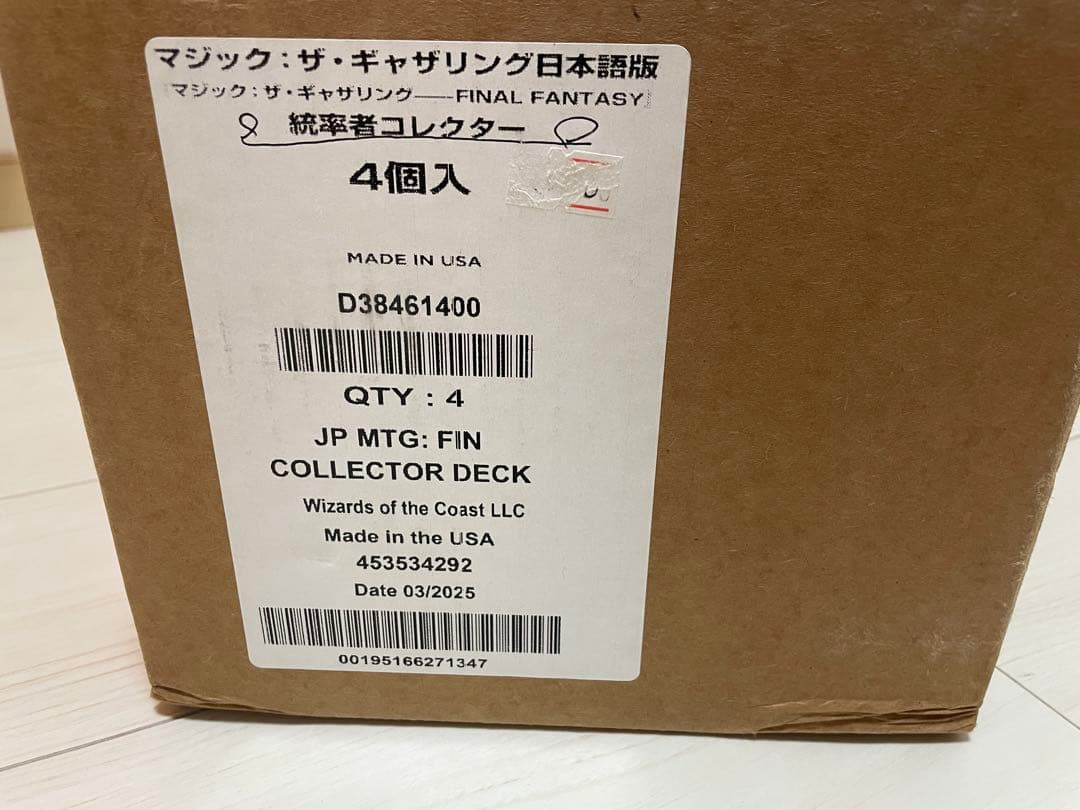 マジック：ザ・ギャザリング日本語版
『マジック：ザ・ギャザリング——FINAL FANTASY』
統率者コレクター
4個入
MADE IN USA
D38461400
QTY : 4
JP MTG: FIN
COLLECTOR DECK
Wizards of the Coast LLC
Made in the USA
453534292
Date 03/2025
00195166271347